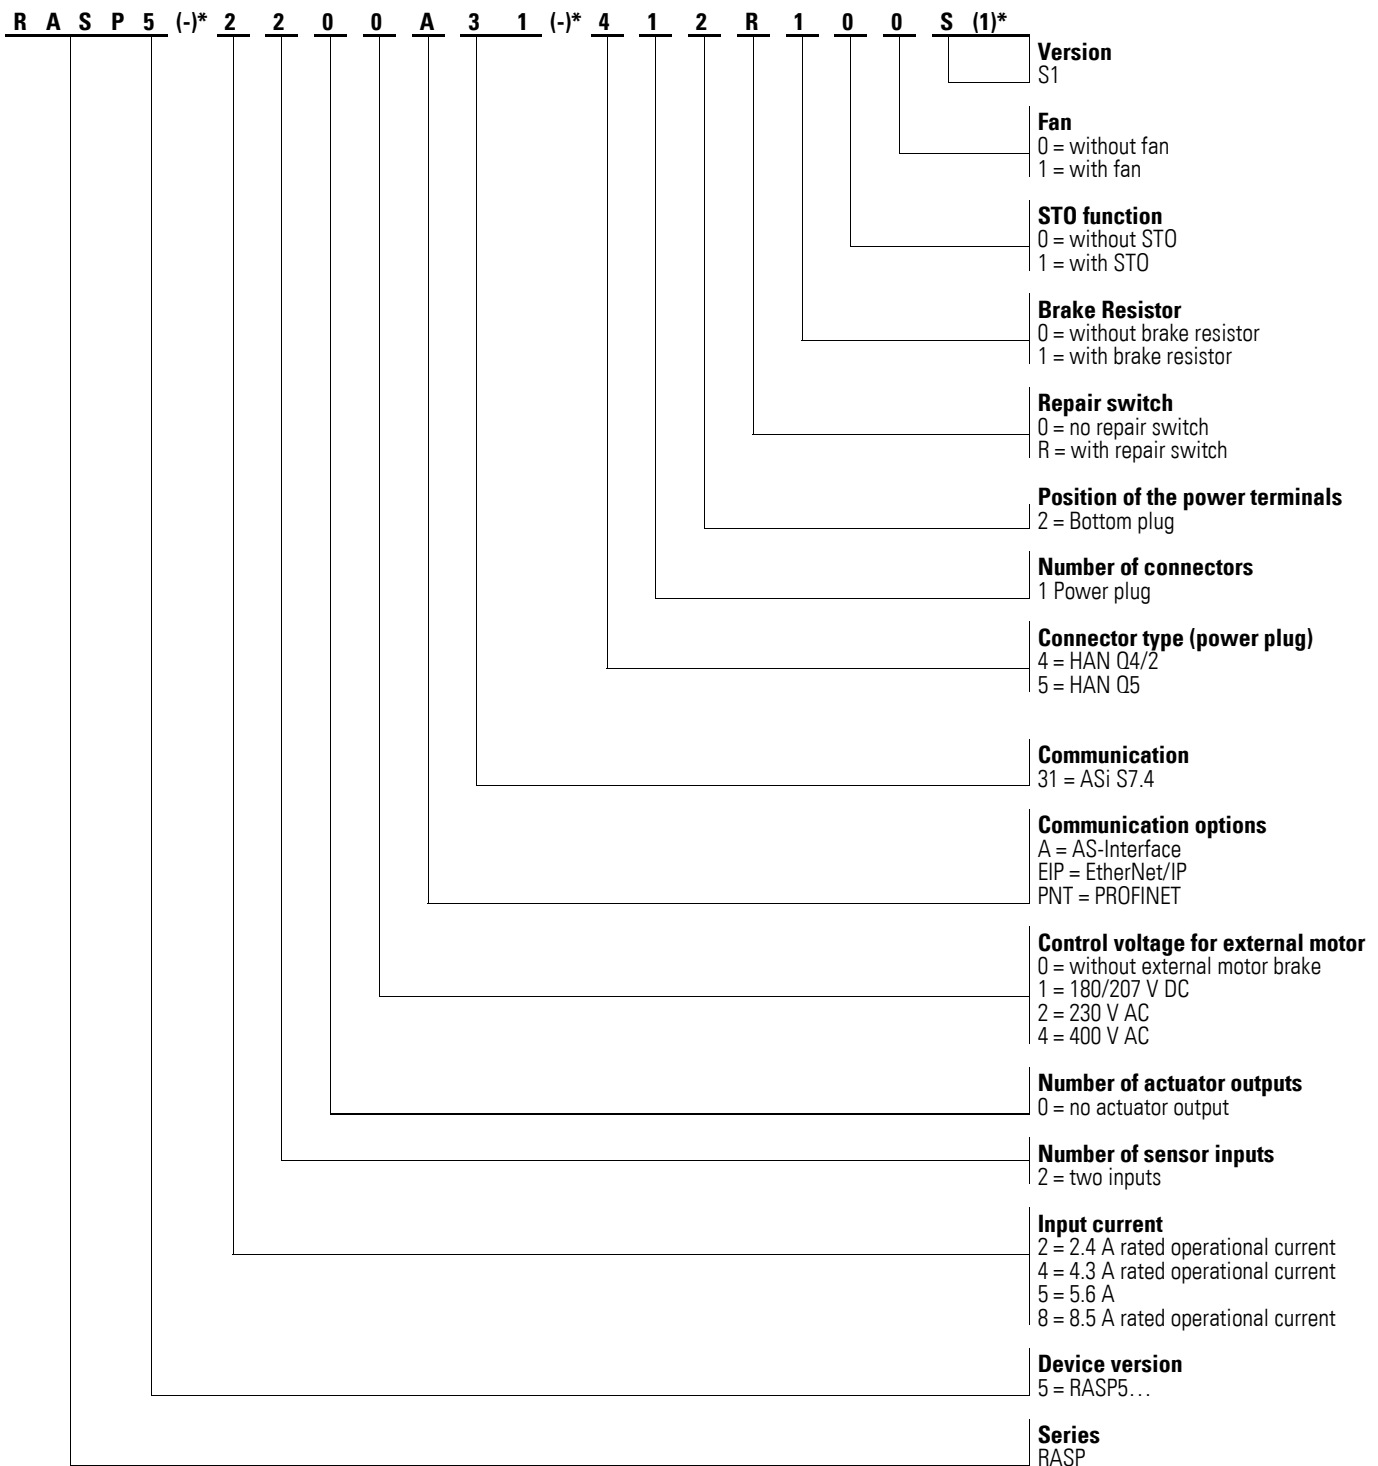 R A S P 5 (-)* 2 2 0 0 A 3 1 (-)* 4 1 2 R 1 0 0 S (1)*
Version
S1
Fan
0 = without fan
1 = with fan
STO function
0 = without STO
1 = with STO
Brake Resistor
0 = without brake resistor
1 = with brake resistor
Repair switch
0 = no repair switch
R = with repair switch
Position of the power terminals
2 = Bottom plug
Number of connectors
1 Power plug
Connector type (power plug)
4 = HAN Q4/2
5 = HAN Q5
Communication
31 = ASi S7.4
Communication options
A = AS-Interface
EIP = EtherNet/IP
PNT = PROFINET
Control voltage for external motor
0 = without external motor brake
1 = 180/207 V DC
2 = 230 V AC
4 = 400 V AC
Number of actuator outputs
0 = no actuator output
Number of sensor inputs
2 = two inputs
Input current
2 = 2.4 A rated operational current
4 = 4.3 A rated operational current
5 = 5.6 A
8 = 8.5 A rated operational current
Device version
5 = RASP5…
Series
RASP